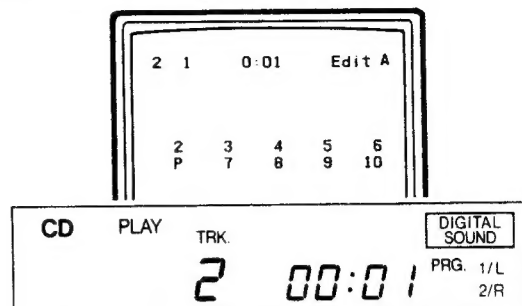 2 1 0:01 Edit A
2 3 4 5 6
P 7 8 9 10
CD PLAY TRK. DIGITAL
SOUND
2 00:01 PRG. 1/L
2/R